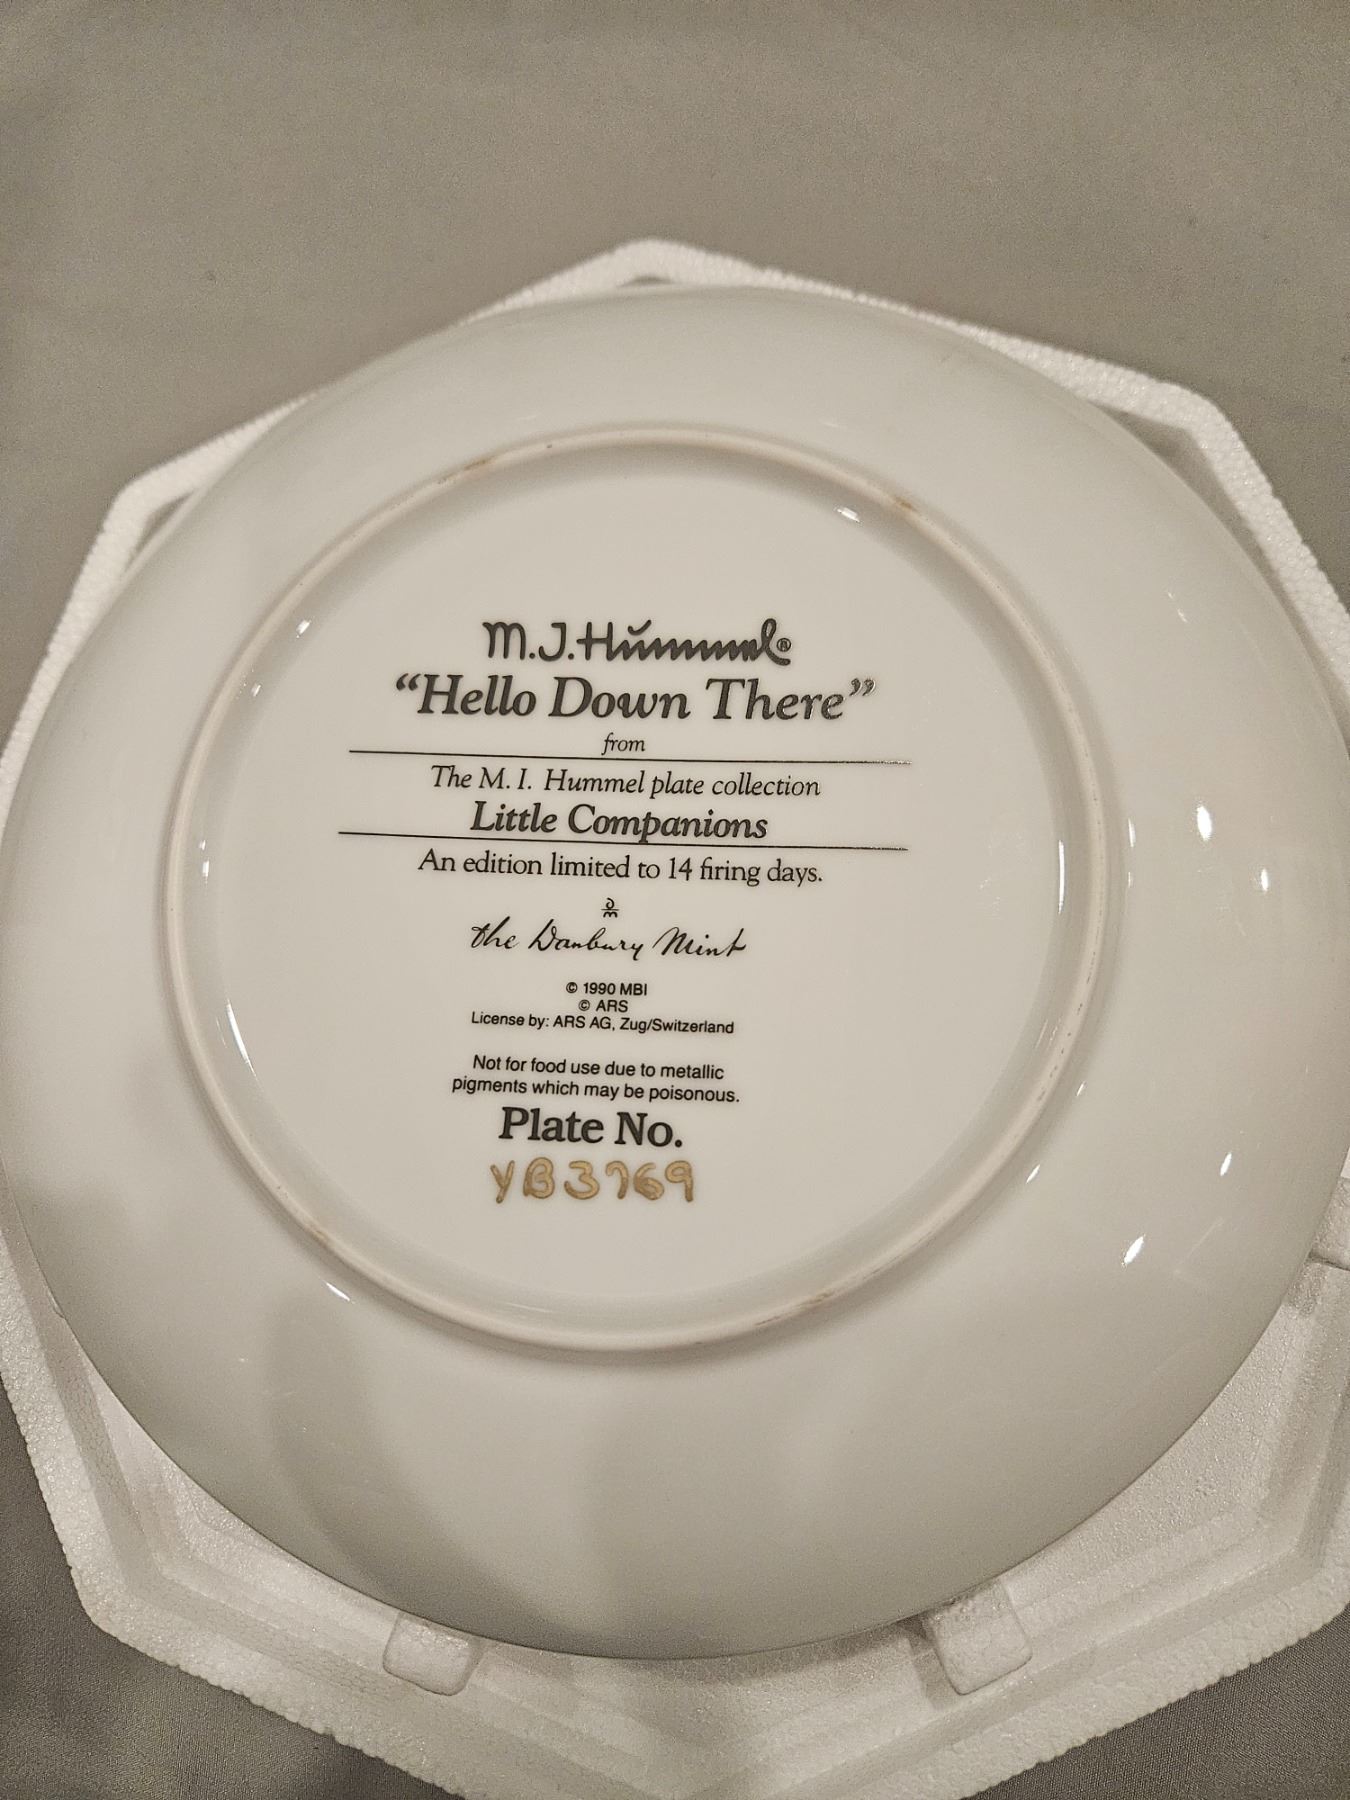 M.J.Hummel®
“Hello Down There”
from
The M. I. Hummel plate collection
Little Companions
An edition limited to 14 firing days.
the Danbury Mint
© 1990 MBI
© ARS
License by: ARS AG, Zug/Switzerland
Not for food use due to metallic
pigments which may be poisonous.
Plate No.
YB3769